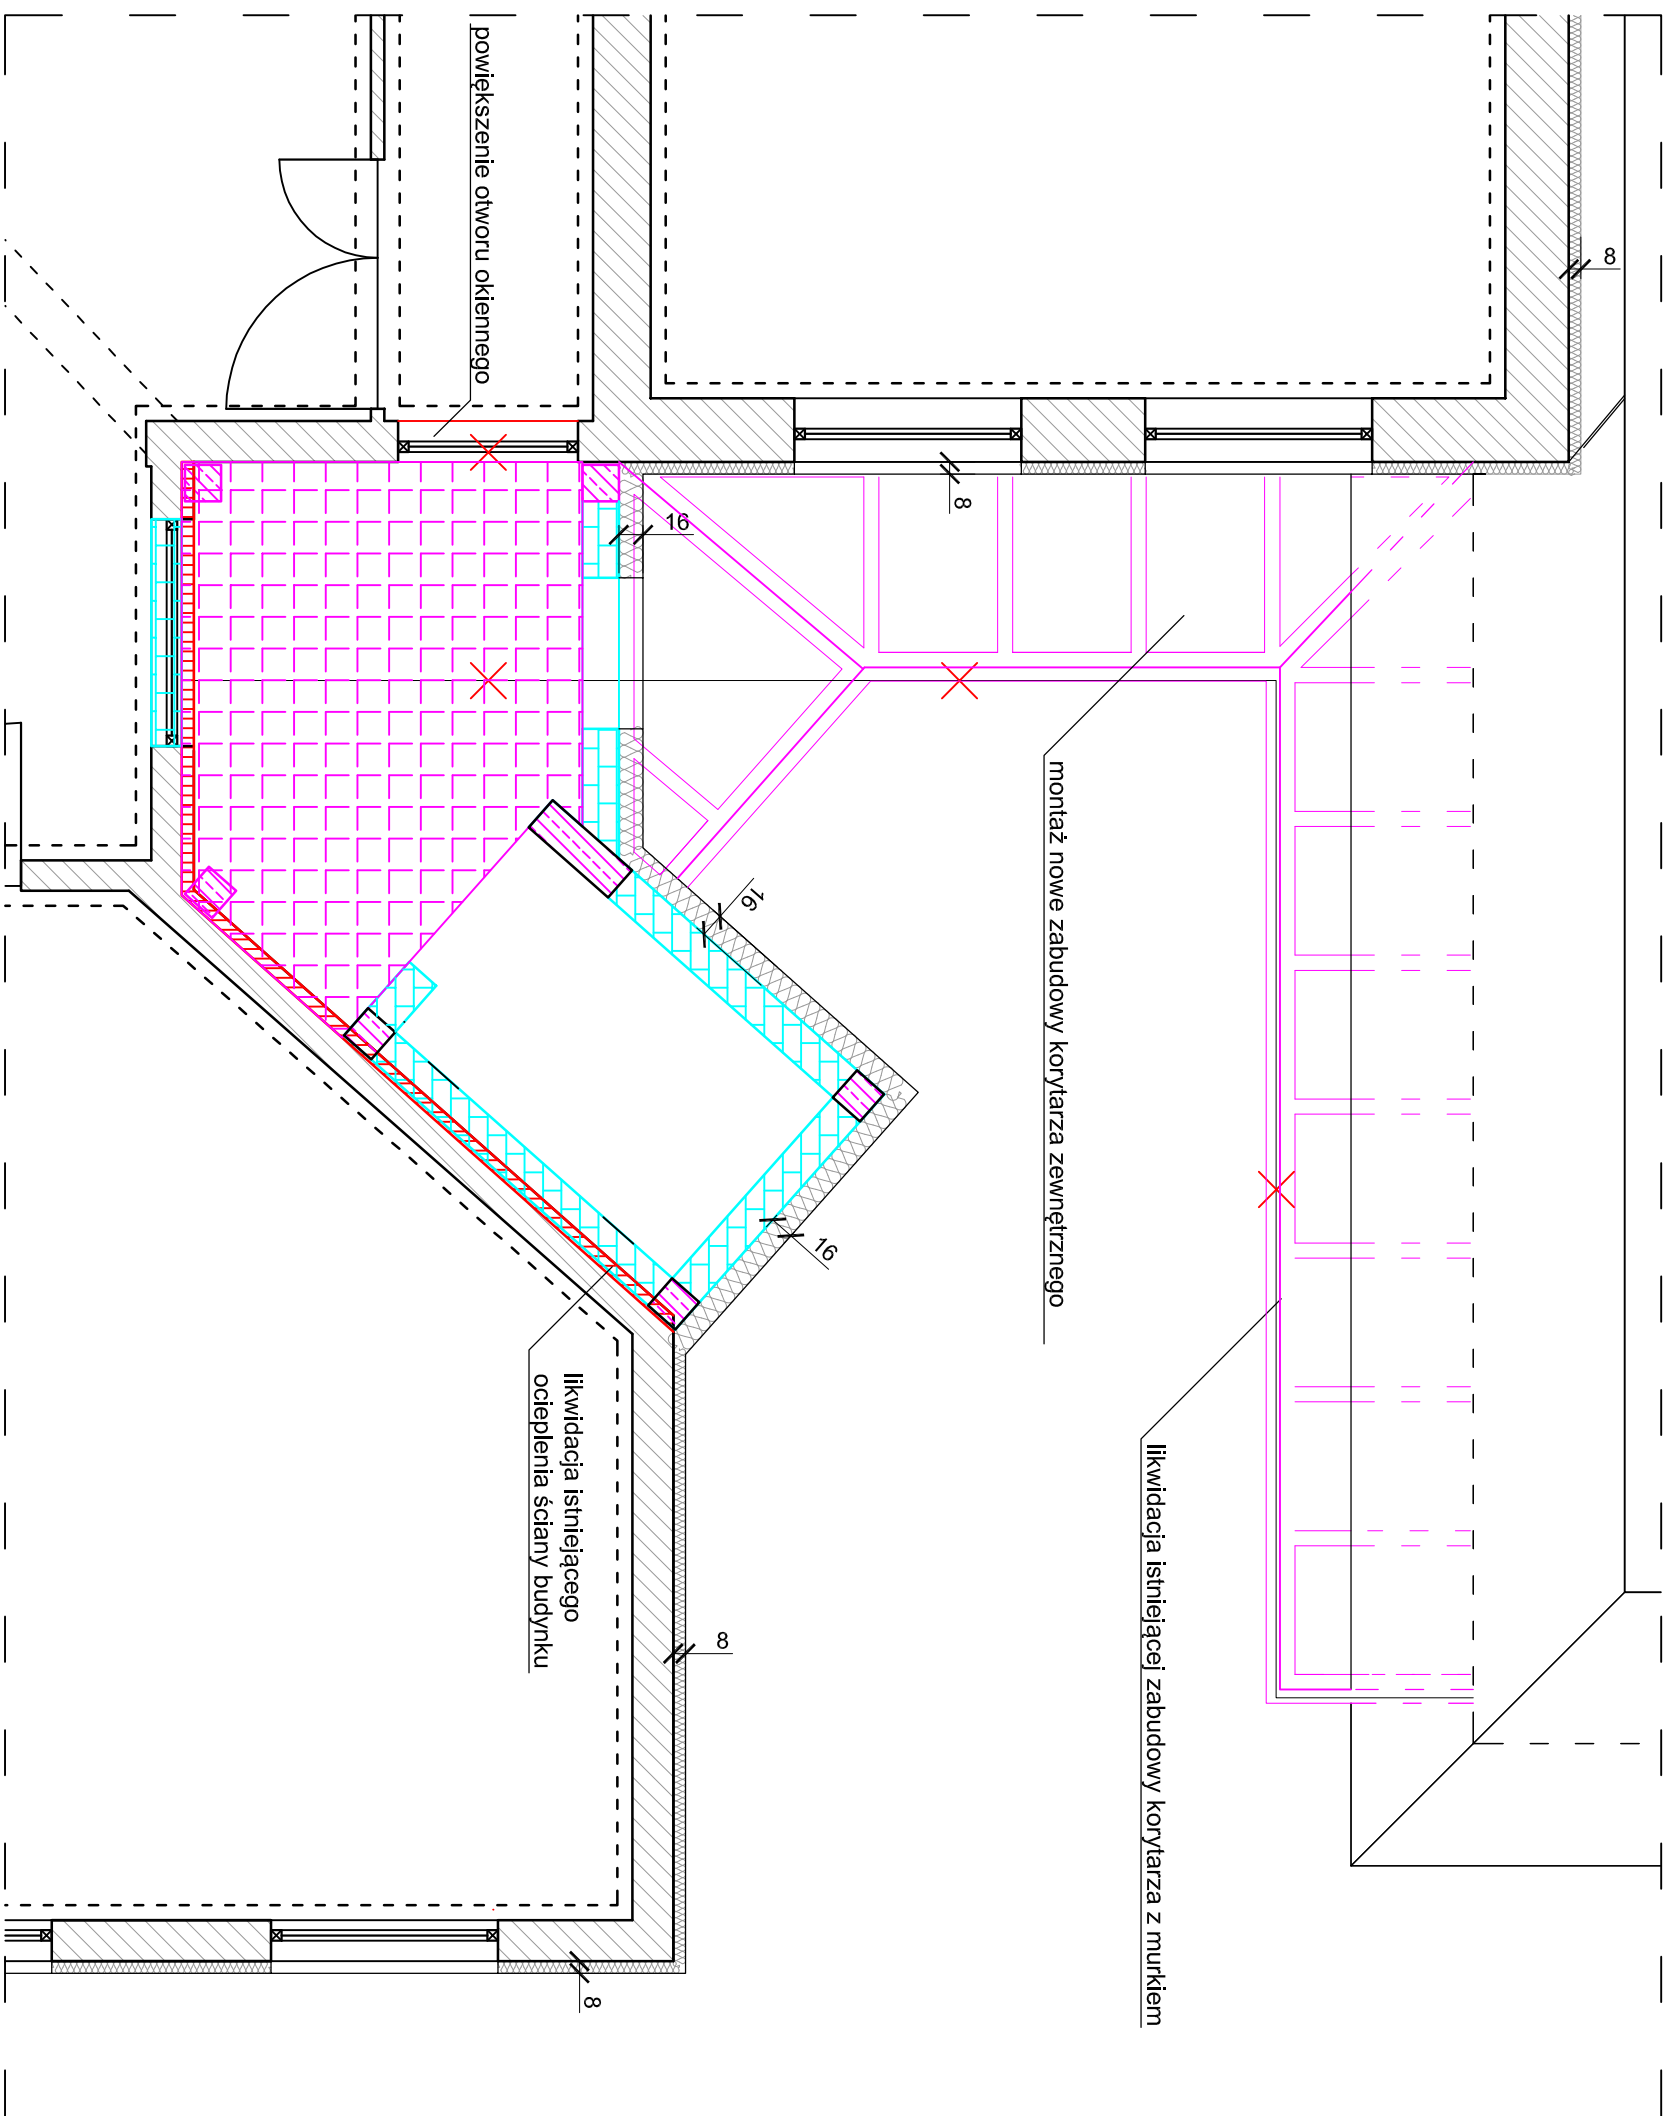 powiększenie otworu okiennego
8
8
16
montaż nowe zabudowy korytarza zewnętrznego
16
16
likwidacja istniejącej zabudowy korytarza z murkiem
likwidacja istniejącego
ocieplenia ściany budynku
8
8